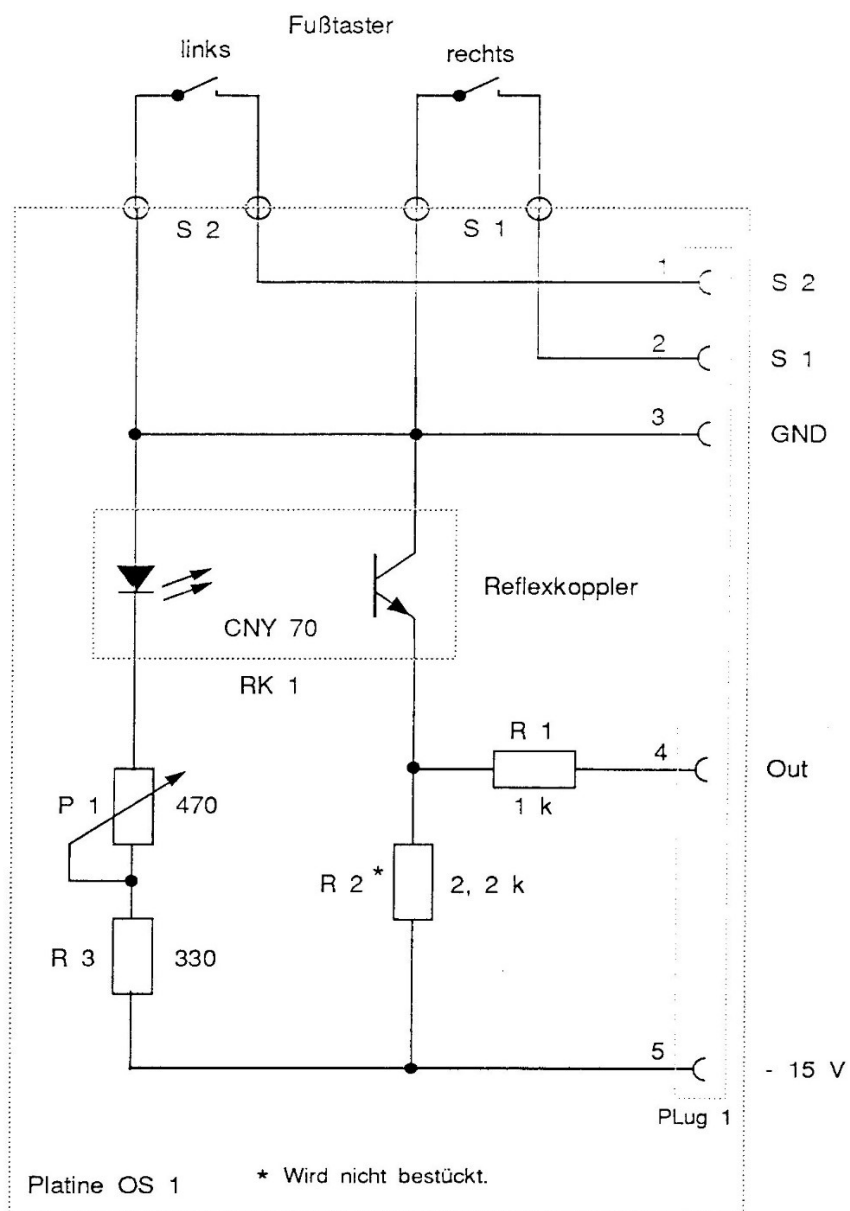 Fußtaster
links
rechts
S 2
S 1
1
S 2
2
S 1
3
GND
Reflexkoppler
CNY 70
RK 1
R 1
4
Out
1 k
P 1
470
R 2 *
2, 2 k
R 3
330
5
- 15 V
PLug 1
Platine OS 1
* Wird nicht bestückt.